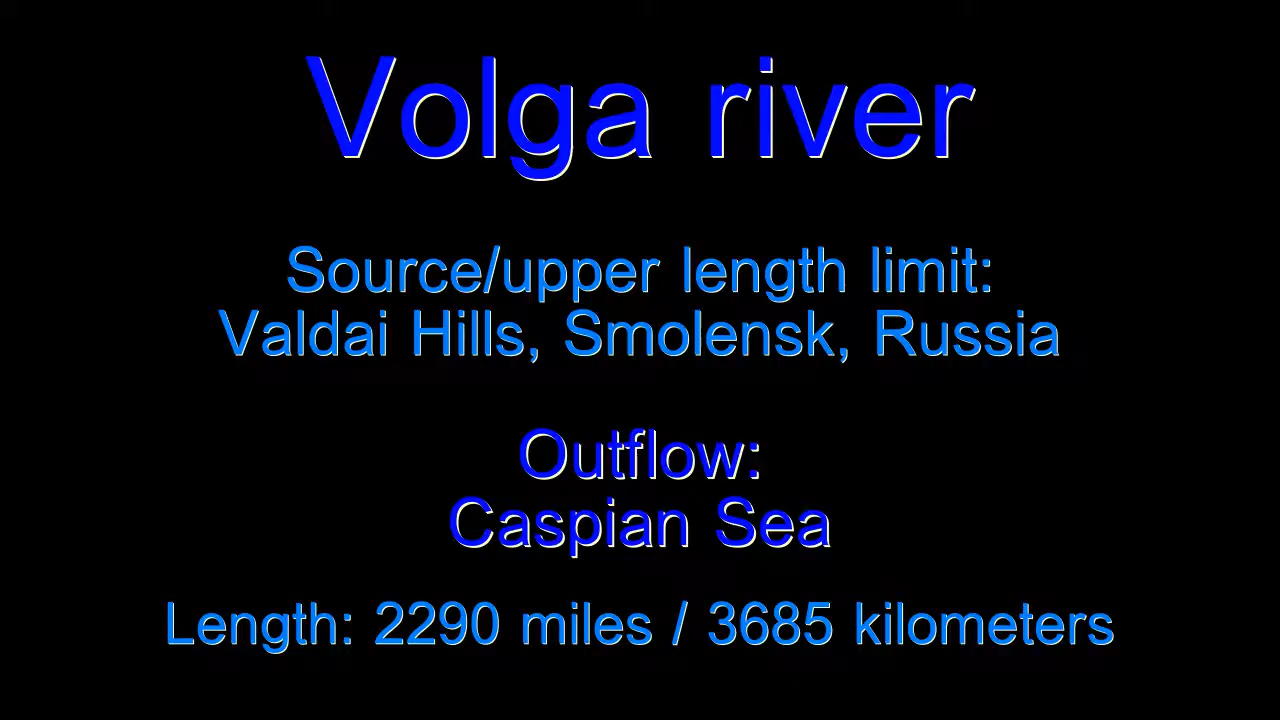 Volga river
Source/upper length limit:
Valdai Hills, Smolensk, Russia
Outflow:
Caspian Sea
Length: 2290 miles / 3685 kilometers